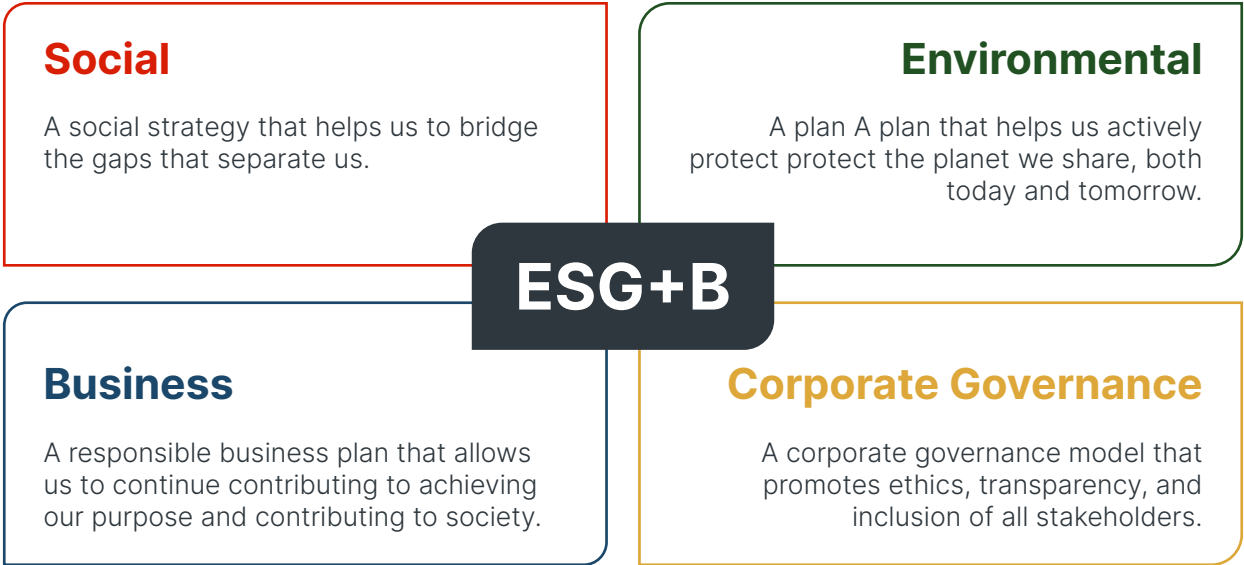 Social
A social strategy that helps us to bridge
the gaps that separate us.
Environmental
A plan A plan that helps us actively
protect protect the planet we share, both
today and tomorrow.
ESG+B
Business
A responsible business plan that allows
us to continue contributing to achieving
our purpose and contributing to society.
Corporate Governance
A corporate governance model that
promotes ethics, transparency, and
inclusion of all stakeholders.